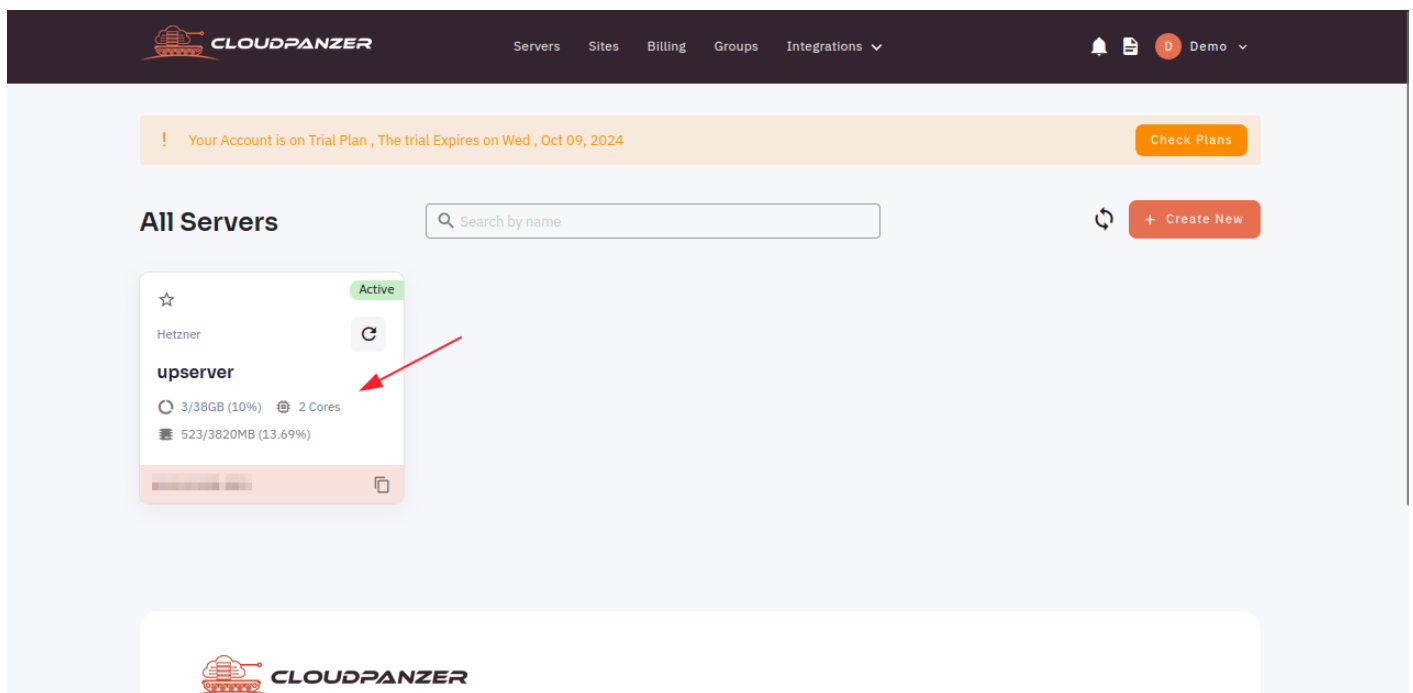 CLOUDPANZER Servers Sites Billing Groups Integrations D Demo
! Your Account is on Trial Plan , The trial Expires on Wed , Oct 09, 2024 Check Plans
All Servers Search by name + Create New
Active
Hetzner
upserver
3/38GB (10%) 2 Cores
523/3820MB (13.69%)
CLOUDPANZER